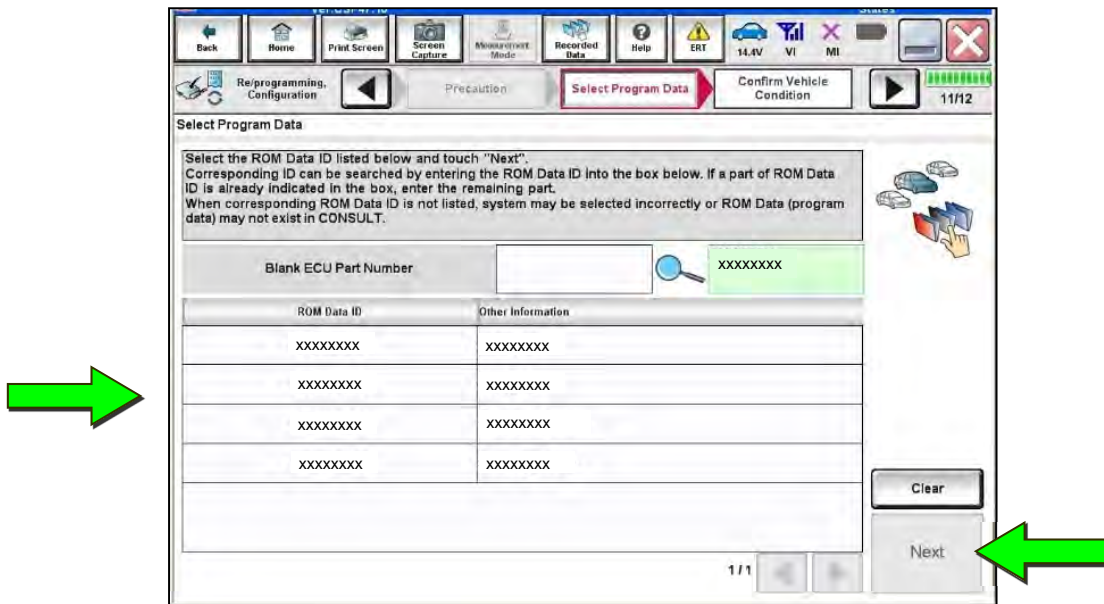 Back
Home
Print Screen
Screen
Capture
Measurement
Mode
Recorded
Data
Help
ERT
14.4V
VI
MI
Re/programming,
Configuration
Precaution
Select Program Data
Confirm Vehicle
Condition
11/12
Select Program Data
Select the ROM Data ID listed below and touch "Next".
Corresponding ID can be searched by entering the ROM Data ID into the box below. If a part of ROM Data
ID is already indicated in the box, enter the remaining part.
When corresponding ROM Data ID is not listed, system may be selected incorrectly or ROM Data (program
data) may not exist in CONSULT.
Blank ECU Part Number
XXXXXXXX
ROM Data ID
Other Information
XXXXXXXX XXXXXXXX
XXXXXXXX XXXXXXXX
XXXXXXXX XXXXXXXX
XXXXXXXX XXXXXXXX
Clear
Next
1/1